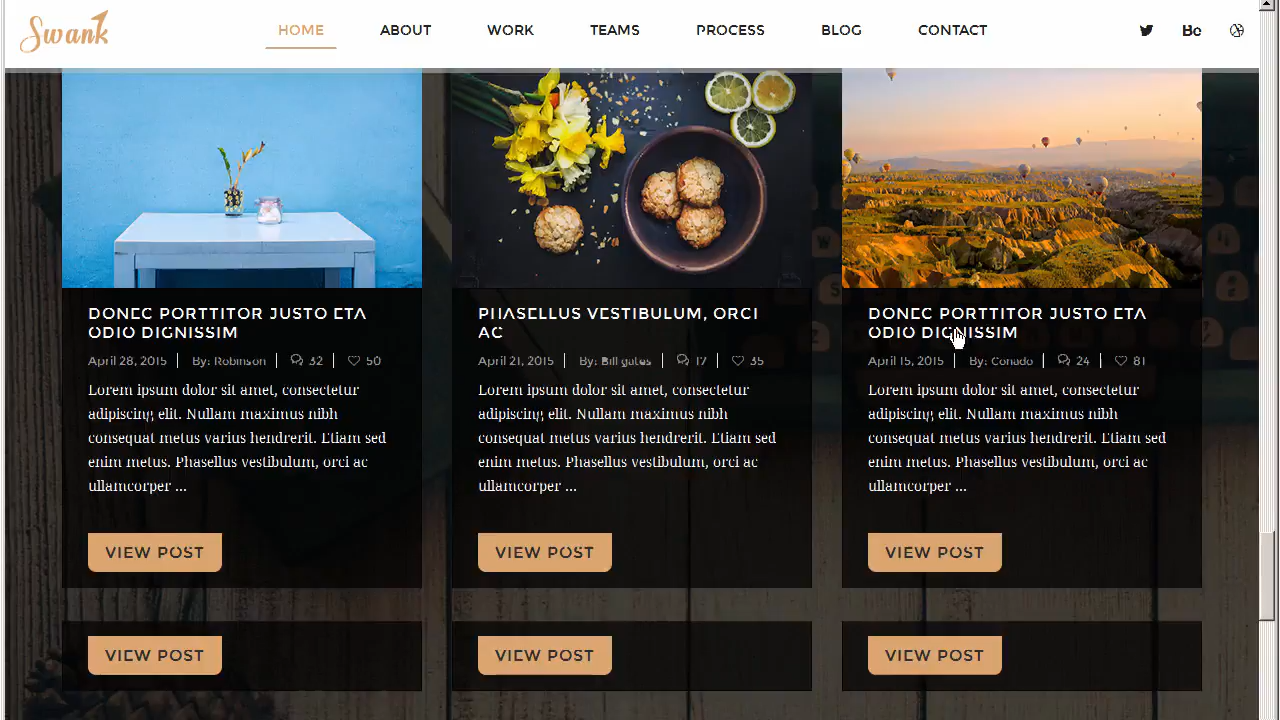 Swank
HOME ABOUT WORK TEAMS PROCESS BLOG CONTACT
DONEC PORTTITOR JUSTO ETA
ODIO DIGNISSIM
April 28, 2015 By: Robinson 32 50
Lorem ipsum dolor sit amet, consectetur
adipiscing elit. Nullam maximus nibh
consequat metus varius hendrerit. Etiam sed
enim metus. Phasellus vestibulum, orci ac
ullamcorper ...
VIEW POST
PHASELLUS VESTIBULUM, ORCI
AC
April 21, 2015 By: Bill gates 17 35
Lorem ipsum dolor sit amet, consectetur
adipiscing elit. Nullam maximus nibh
consequat metus varius hendrerit. Etiam sed
enim metus. Phasellus vestibulum, orci ac
ullamcorper ...
VIEW POST
DONEC PORTTITOR JUSTO ETA
ODIO DIGNISSIM
April 15, 2015 By: Conado 24 81
Lorem ipsum dolor sit amet, consectetur
adipiscing elit. Nullam maximus nibh
consequat metus varius hendrerit. Etiam sed
enim metus. Phasellus vestibulum, orci ac
ullamcorper ...
VIEW POST
VIEW POST
VIEW POST
VIEW POST